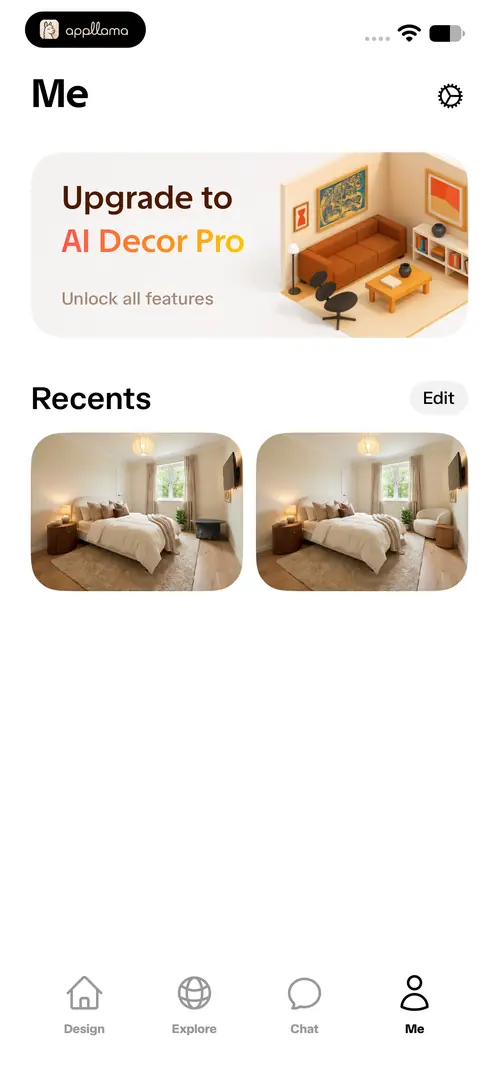 appllama
Me
Upgrade to
AI Decor Pro
Unlock all features
Recents
Edit
Design
Explore
Chat
Me